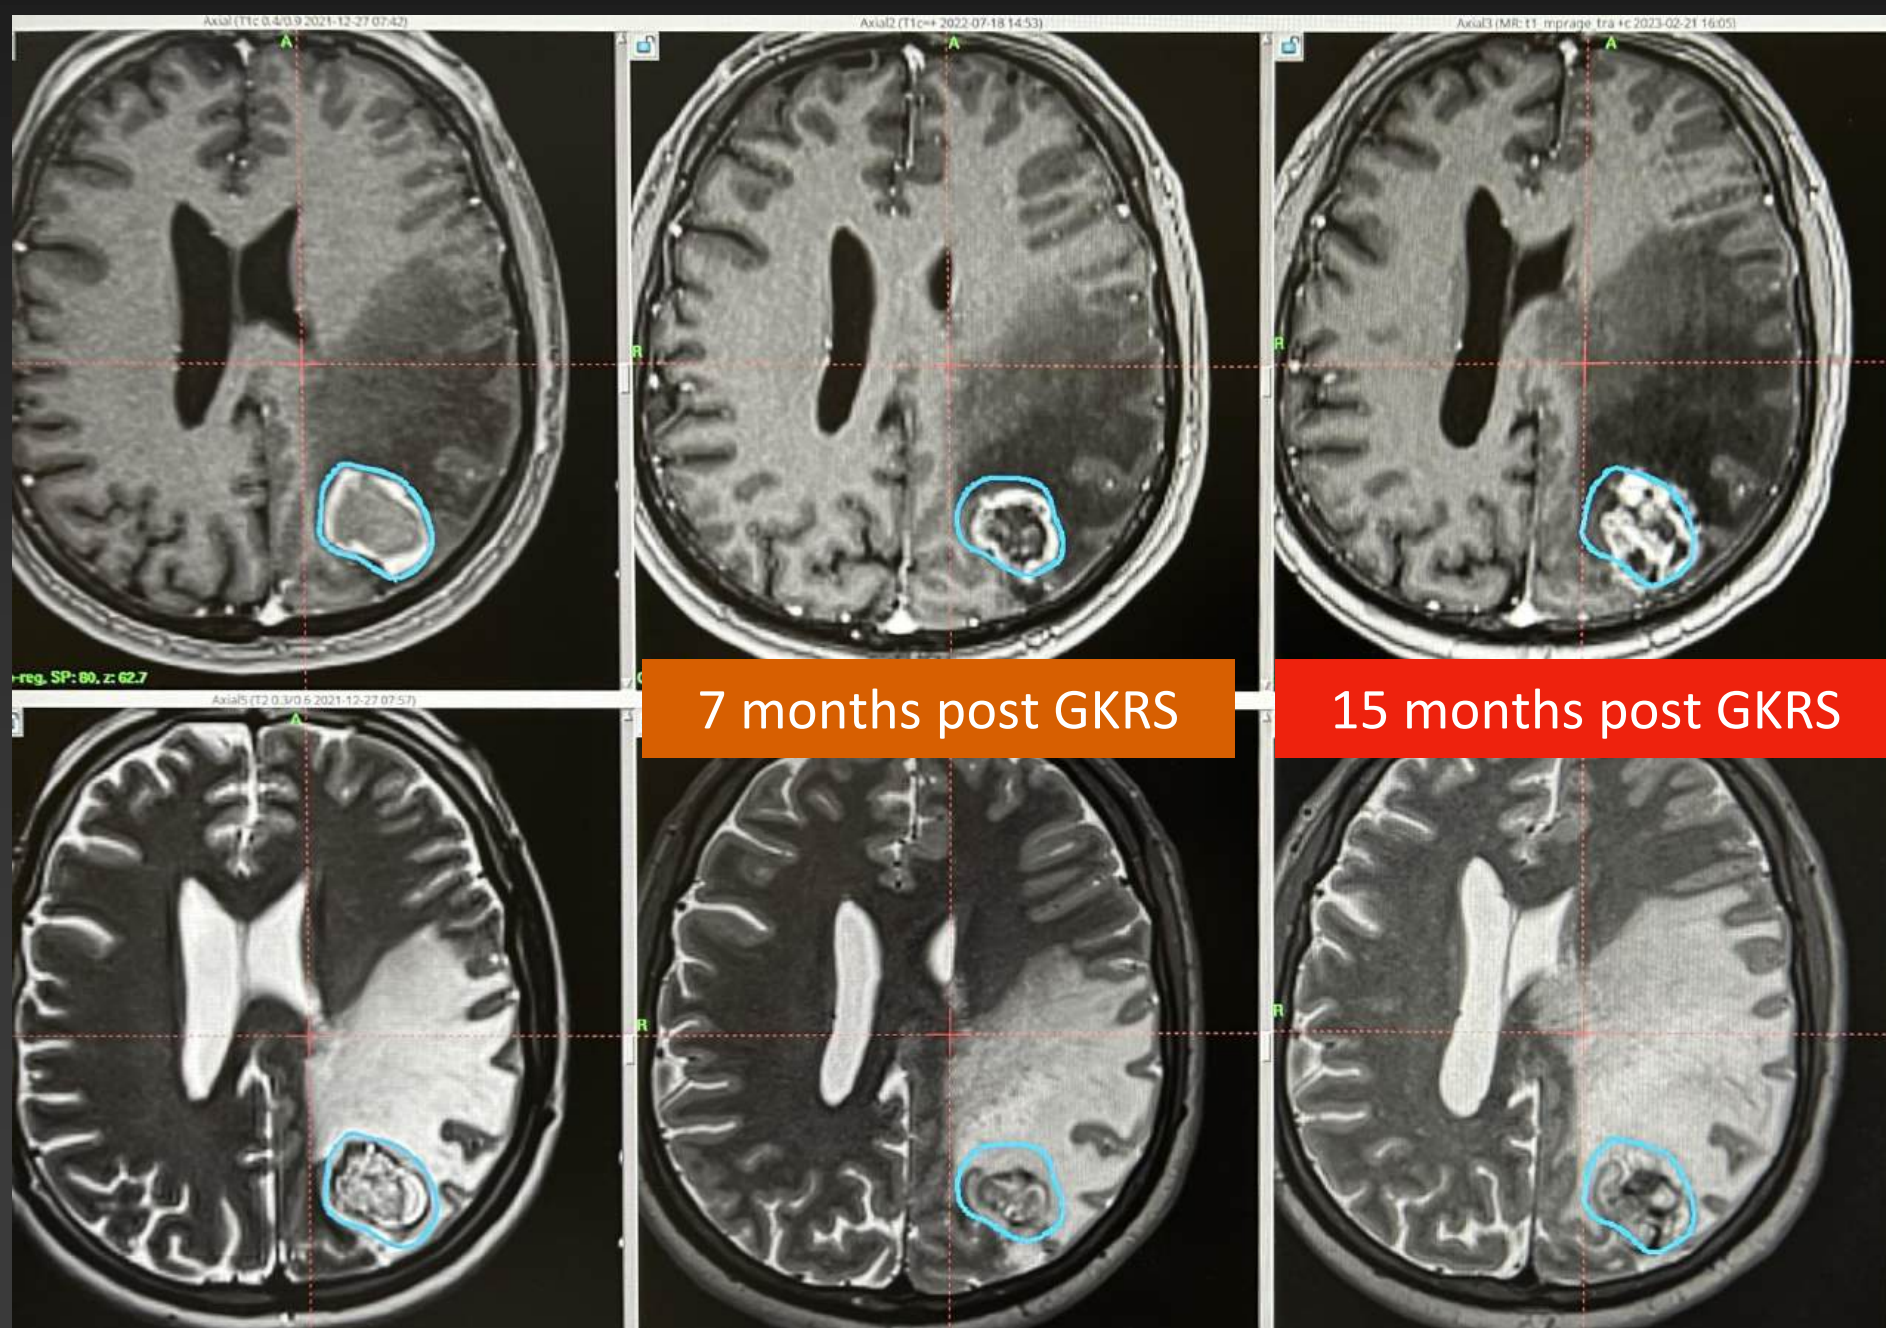 Axial (T1c 0.4/0.9 2021-12-27 07:42)
Axial2 (T1c=+ 2022-07-18 14:53)
Axial3 (MR: t1_mprage_tra +c 2023-02-21 16:05)
A
A
A
R
R
-reg, SP: 80, z: 62.7
7 months post GKRS
15 months post GKRS
Axial5 (T2 0.3/0.6 2021-12-27 07:57)
A
R
R